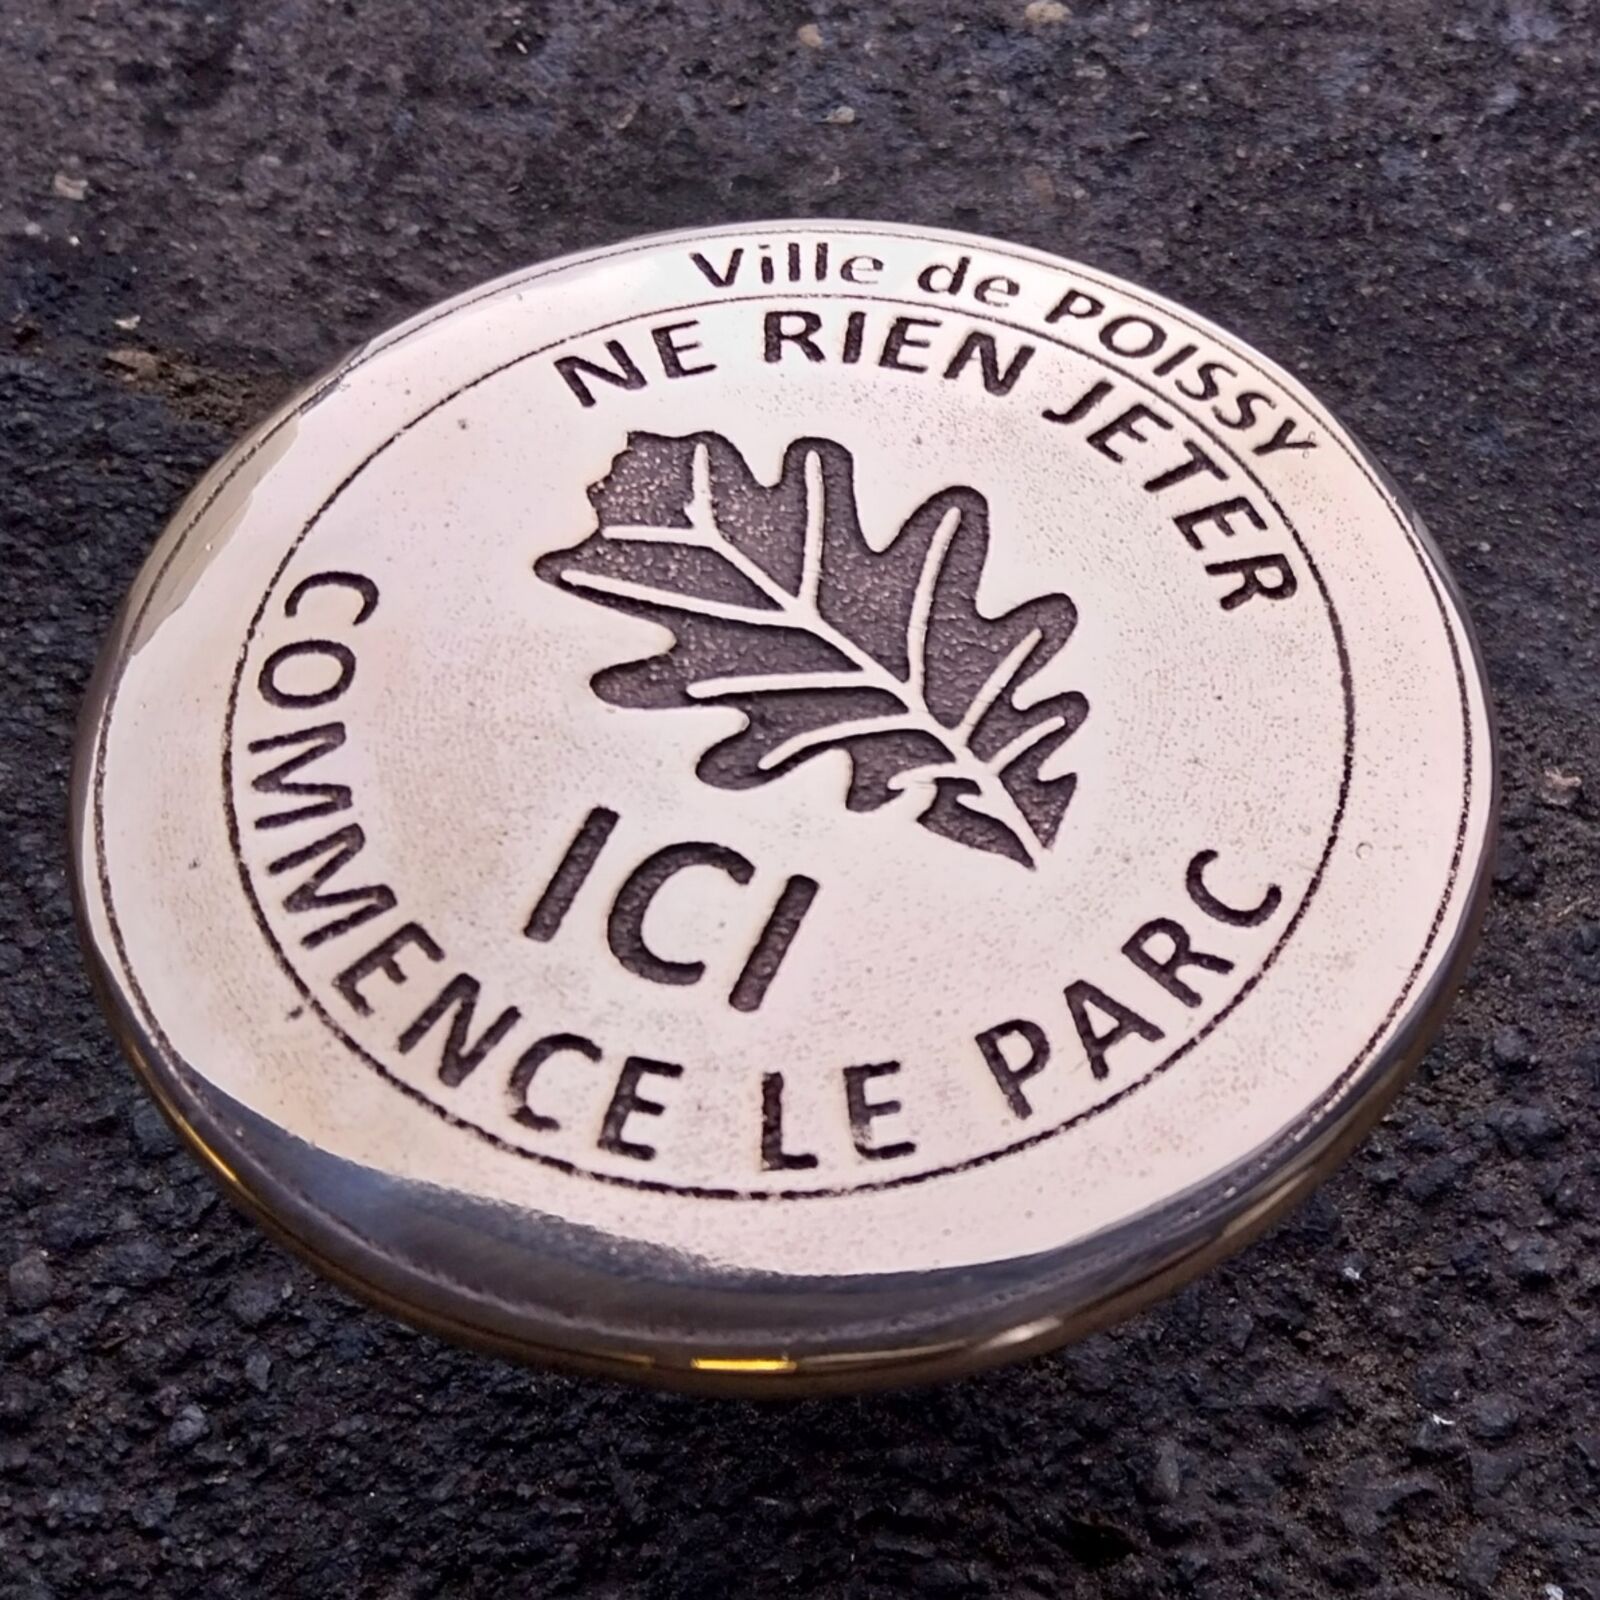 Ville de POISSY
NE RIEN JETER
ICI
COMMENCE LE PARC